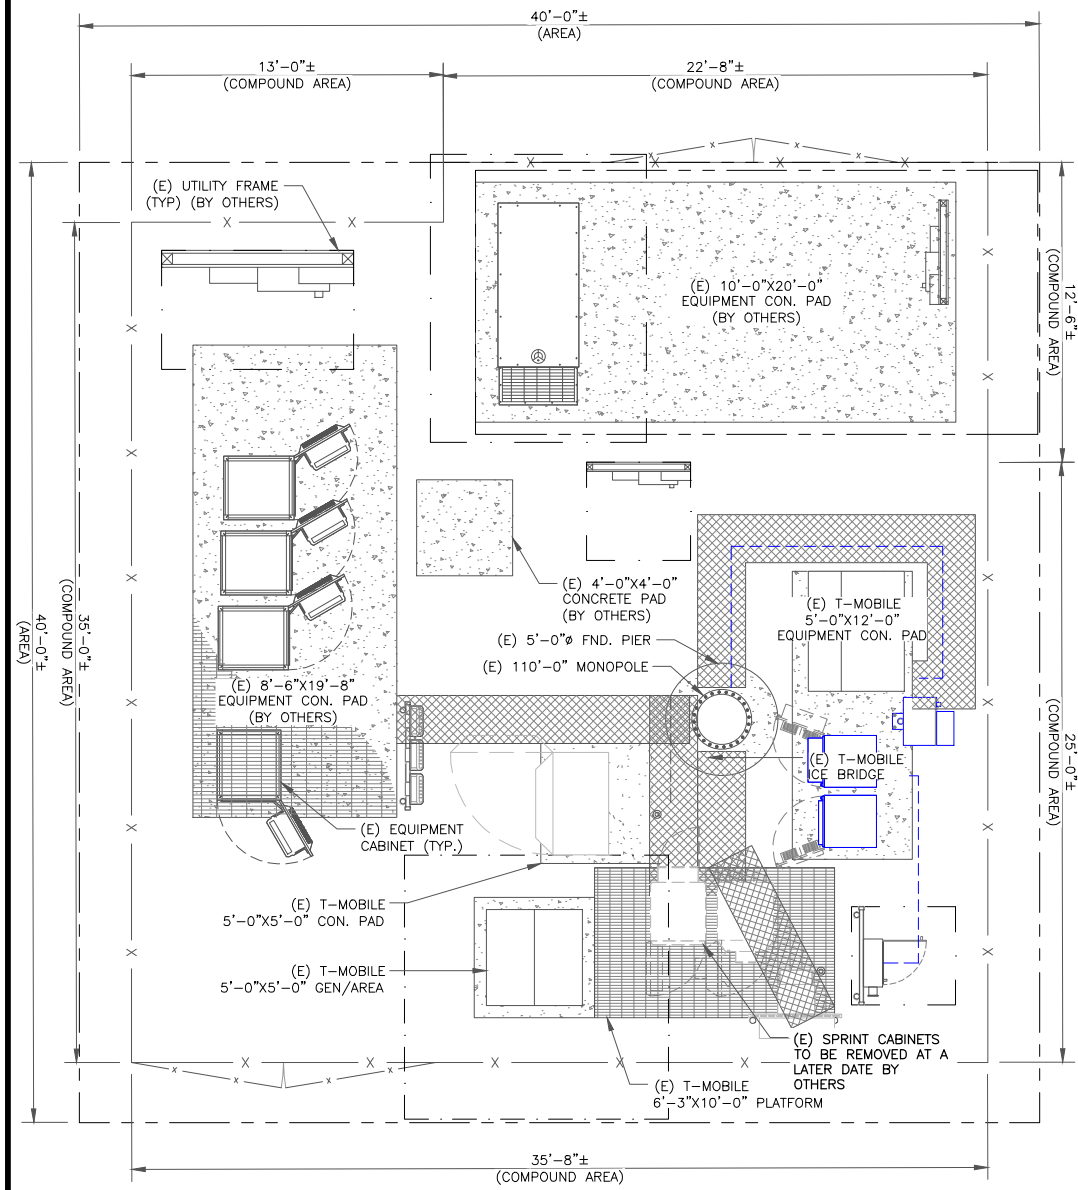 40'-0"±
(AREA)
13'-0"±
(COMPOUND AREA)
22'-8"±
(COMPOUND AREA)
(E) UTILITY FRAME
(TYP) (BY OTHERS)
(E) 10'-0"X20'-0"
EQUIPMENT CON. PAD
(BY OTHERS)
12'-6"±
(COMPOUND AREA)
(E) 4'-0"X4'-0"
CONCRETE PAD
(BY OTHERS)
(E) T-MOBILE
5'-0"X12'-0"
EQUIPMENT CON. PAD
(E) 5'-0"ø FND. PIER
(E) 110'-0" MONOPOLE
35'-0"±
(COMPOUND AREA)
40'-0"±
(AREA)
(E) 8'-6"X19'-8"
EQUIPMENT CON. PAD
(BY OTHERS)
25'-0"±
(COMPOUND AREA)
(E) T-MOBILE
ICE BRIDGE
(E) EQUIPMENT
CABINET (TYP.)
(E) T-MOBILE
5'-0"X5'-0" CON. PAD
(E) T-MOBILE
5'-0"X5'-0" GEN/AREA
(E) SPRINT CABINETS
TO BE REMOVED AT A
LATER DATE BY
OTHERS
(E) T-MOBILE
6'-3"X10'-0" PLATFORM
35'-8"±
(COMPOUND AREA)